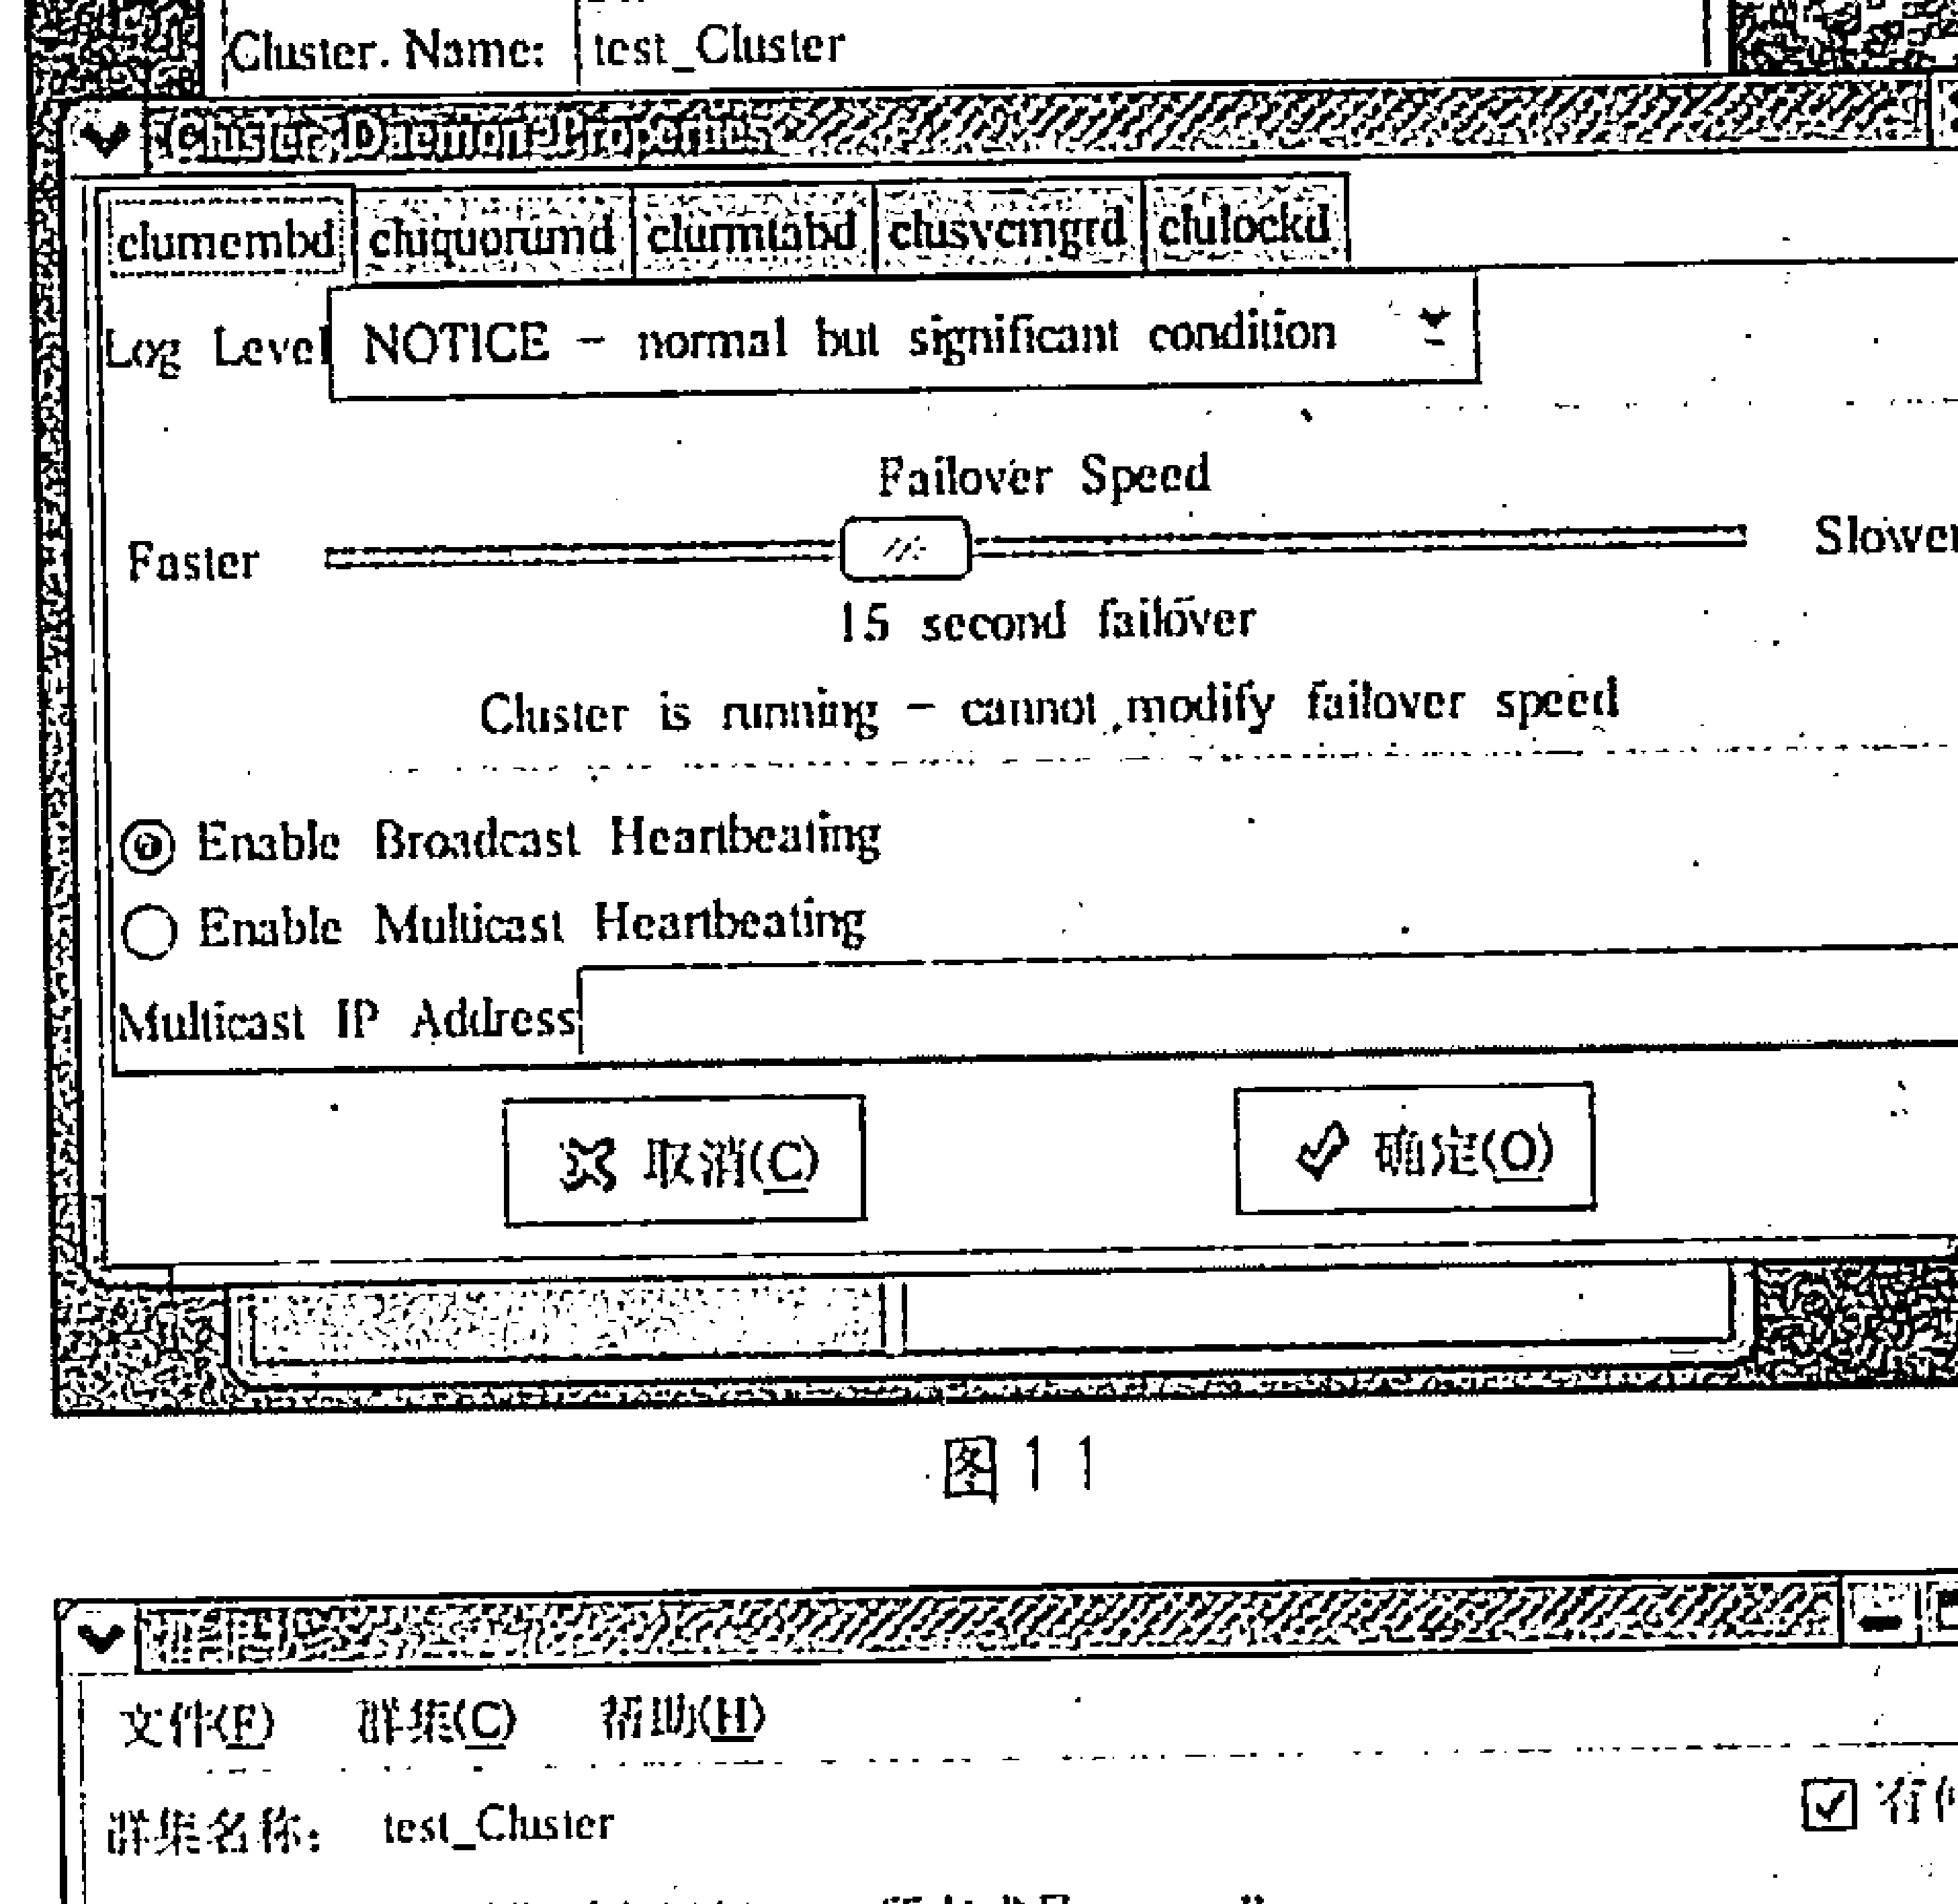 Cluster. Name: test_Cluster
Cluster Daemon Properties
clumembd cluquorumd clurmtabd clusvcmgrd clulockd
Log Level NOTICE - normal but significant condition
Failover Speed
Faster Slower
15 second failover
Cluster is running - cannot modify failover speed
Enable Broadcast Heartbeating
Enable Multicast Heartbeating
Multicast IP Address
取消(C) 确定(O)
图11
文件(F) 群集(C) 帮助(H)
群集名称: test_Cluster